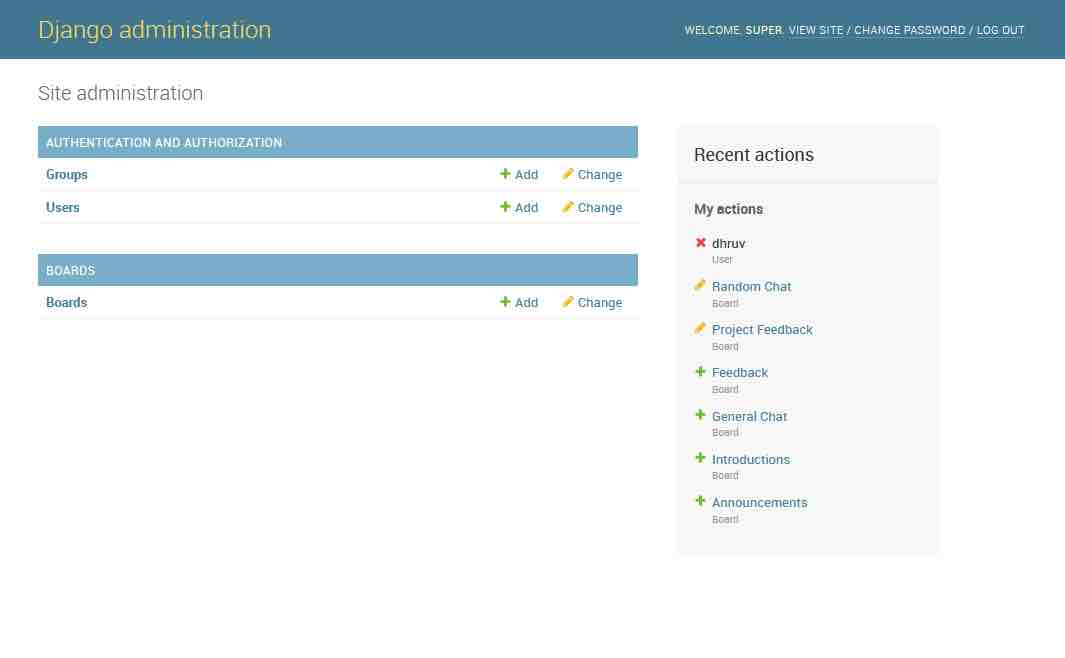 Django administration
WELCOME, SUPER. VIEW SITE / CHANGE PASSWORD / LOG OUT
Site administration
AUTHENTICATION AND AUTHORIZATION
Groups Add Change
Users Add Change
BOARDS
Boards Add Change
Recent actions
My actions
dhruv
User
Random Chat
Board
Project Feedback
Board
Feedback
Board
General Chat
Board
Introductions
Board
Announcements
Board